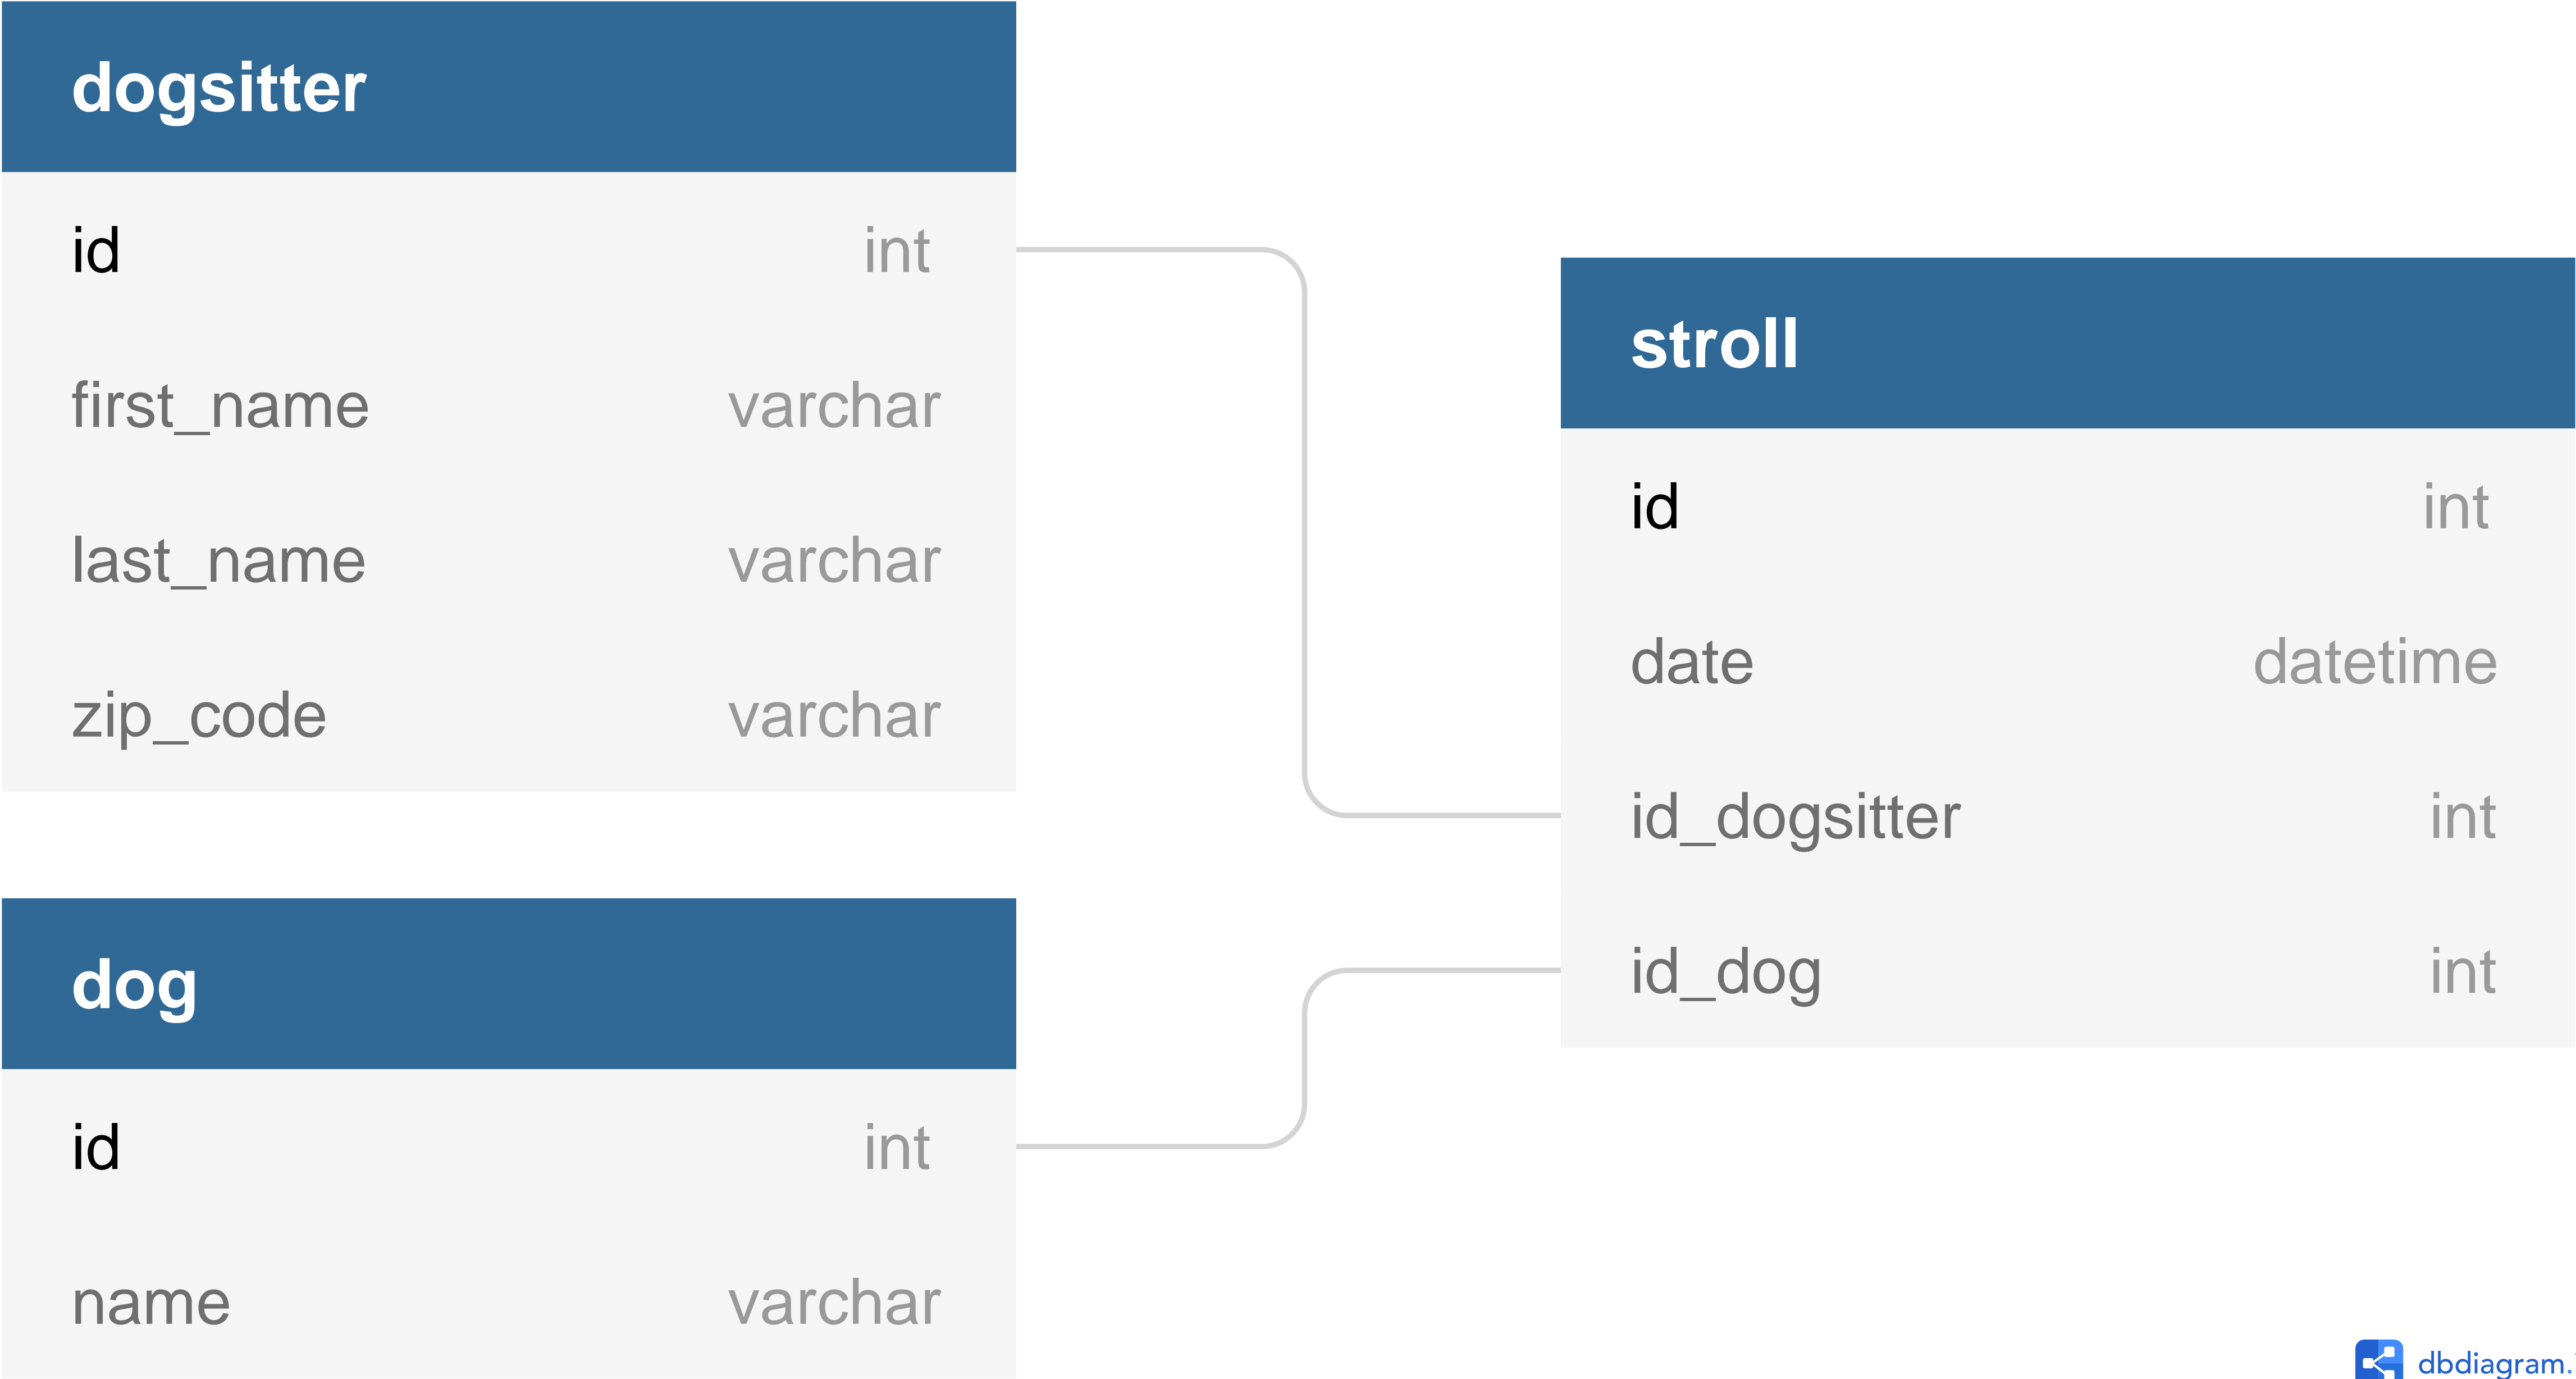 dogsitter
id int
first_name varchar
last_name varchar
zip_code varchar
stroll
id int
date datetime
id_dogsitter int
id_dog int
dog
id int
name varchar
dbdiagram.